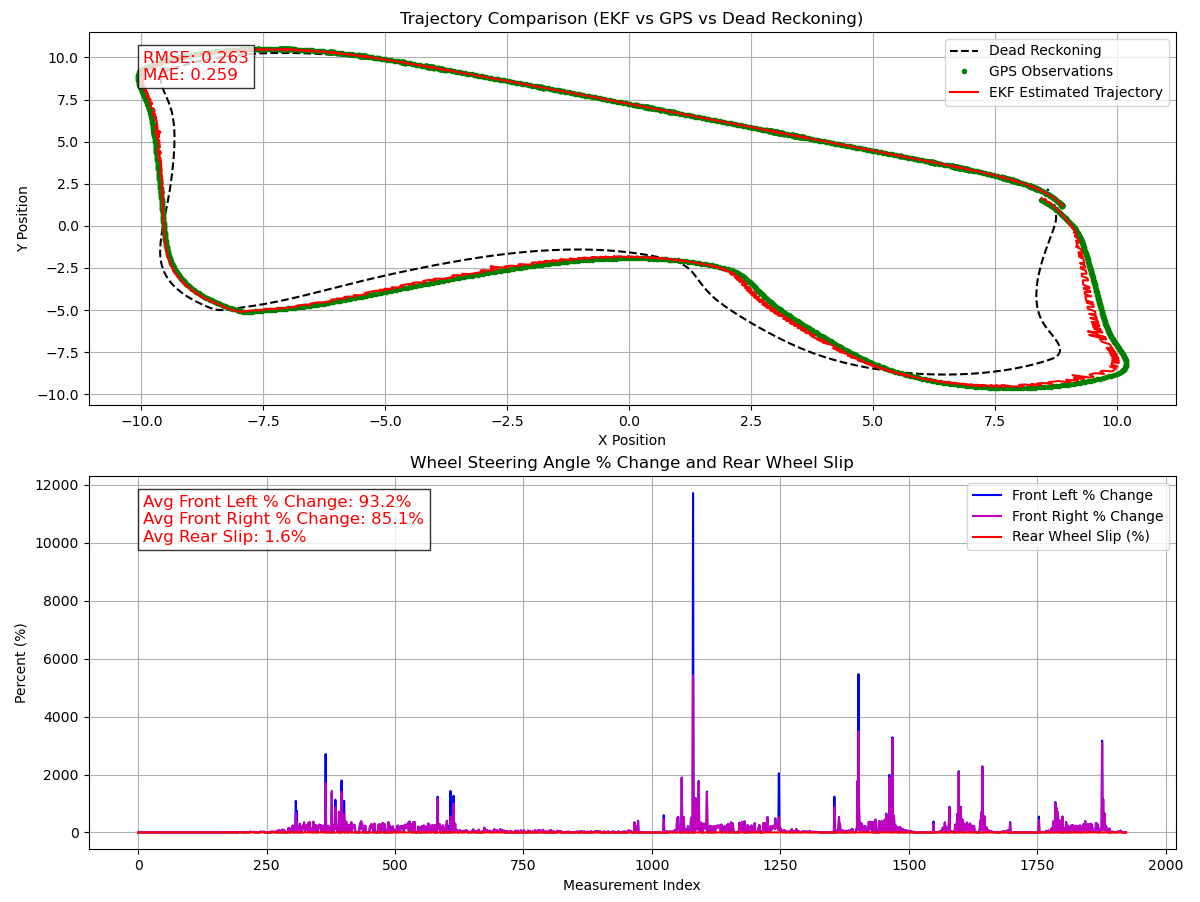 Trajectory Comparison (EKF vs GPS vs Dead Reckoning)
RMSE: 0.263
MAE: 0.259
Dead Reckoning
GPS Observations
EKF Estimated Trajectory
10.0
7.5
5.0
2.5
0.0
−2.5
−5.0
−7.5
−10.0
Y Position
−10.0
−7.5
−5.0
−2.5
0.0
2.5
5.0
7.5
10.0
X Position
Wheel Steering Angle % Change and Rear Wheel Slip
Avg Front Left % Change: 93.2%
Avg Front Right % Change: 85.1%
Avg Rear Slip: 1.6%
Front Left % Change
Front Right % Change
Rear Wheel Slip (%)
12000
10000
8000
6000
4000
2000
0
Percent (%)
0
250
500
750
1000
1250
1500
1750
2000
Measurement Index